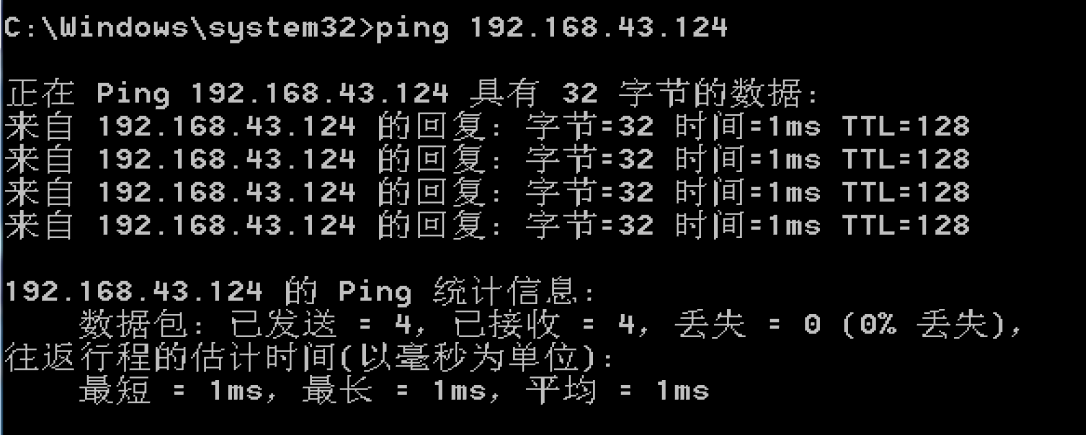 C:\Windows\system32>ping 192.168.43.124
正在 Ping 192.168.43.124 具有 32 字节的数据:
来自 192.168.43.124 的回复: 字节=32 时间=1ms TTL=128
来自 192.168.43.124 的回复: 字节=32 时间=1ms TTL=128
来自 192.168.43.124 的回复: 字节=32 时间=1ms TTL=128
来自 192.168.43.124 的回复: 字节=32 时间=1ms TTL=128
192.168.43.124 的 Ping 统计信息:
数据包: 已发送 = 4, 已接收 = 4, 丢失 = 0 (0% 丢失),
往返行程的估计时间(以毫秒为单位):
最短 = 1ms, 最长 = 1ms, 平均 = 1ms